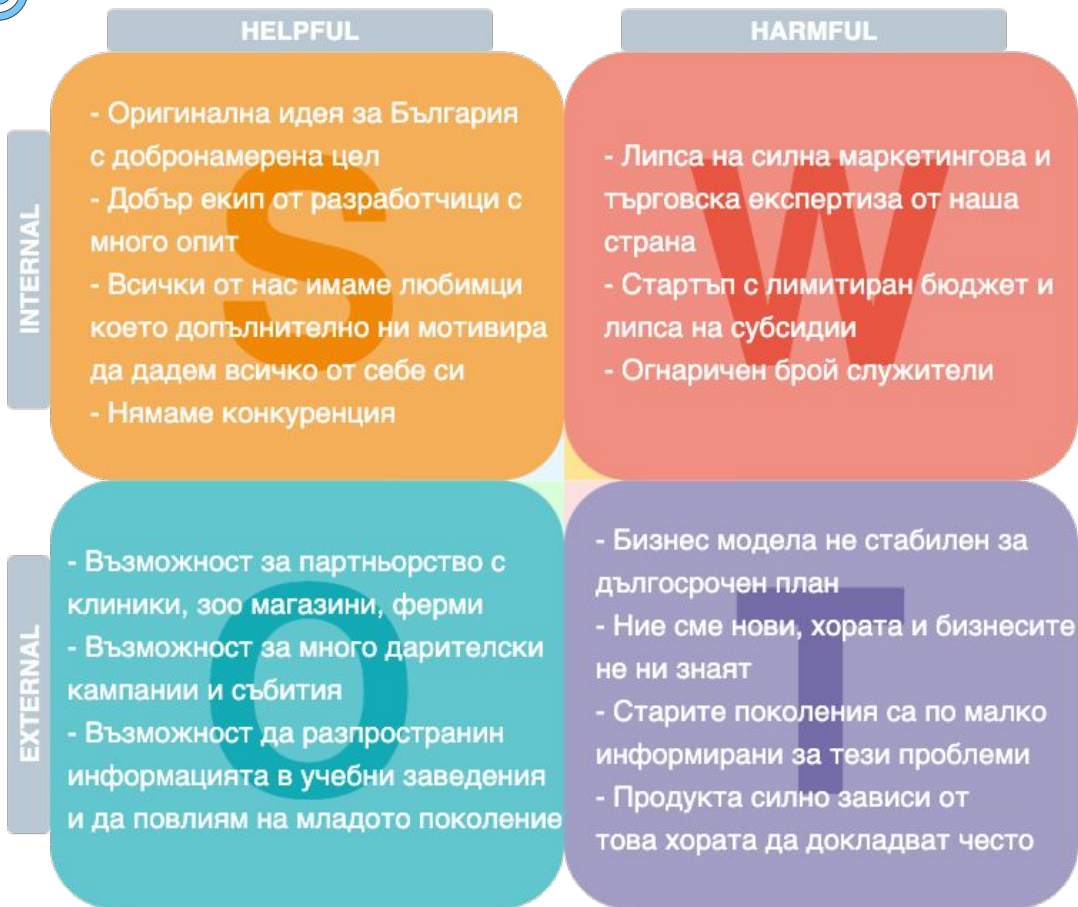 HELPFUL
HARMFUL
INTERNAL
- Оригинална идея за България
с добронамерена цел
- Добър екип от разработчици с
много опит
- Всички от нас имаме любимци
което допълнително ни мотивира
да дадем всичко от себе си
- Нямаме конкуренция
S
- Липса на силна маркетингова и
търговска експертиза от наша
страна
- Стартъп с лимитиран бюджет и
липса на субсидии
- Огнаричен брой служители
W
EXTERNAL
- Възможност за партньорство с
клиники, зоо магазини, ферми
- Възможност за много дарителски
кампании и събития
- Възможност да разпространин
информацията в учебни заведения
и да повлиям на младото поколение
O
- Бизнес модела не стабилен за
дългосрочен план
- Ние сме нови, хората и бизнесите
не ни знаят
- Старите поколения са по малко
информирани за тези проблеми
- Продукта силно зависи от
това хората да докладват често
T